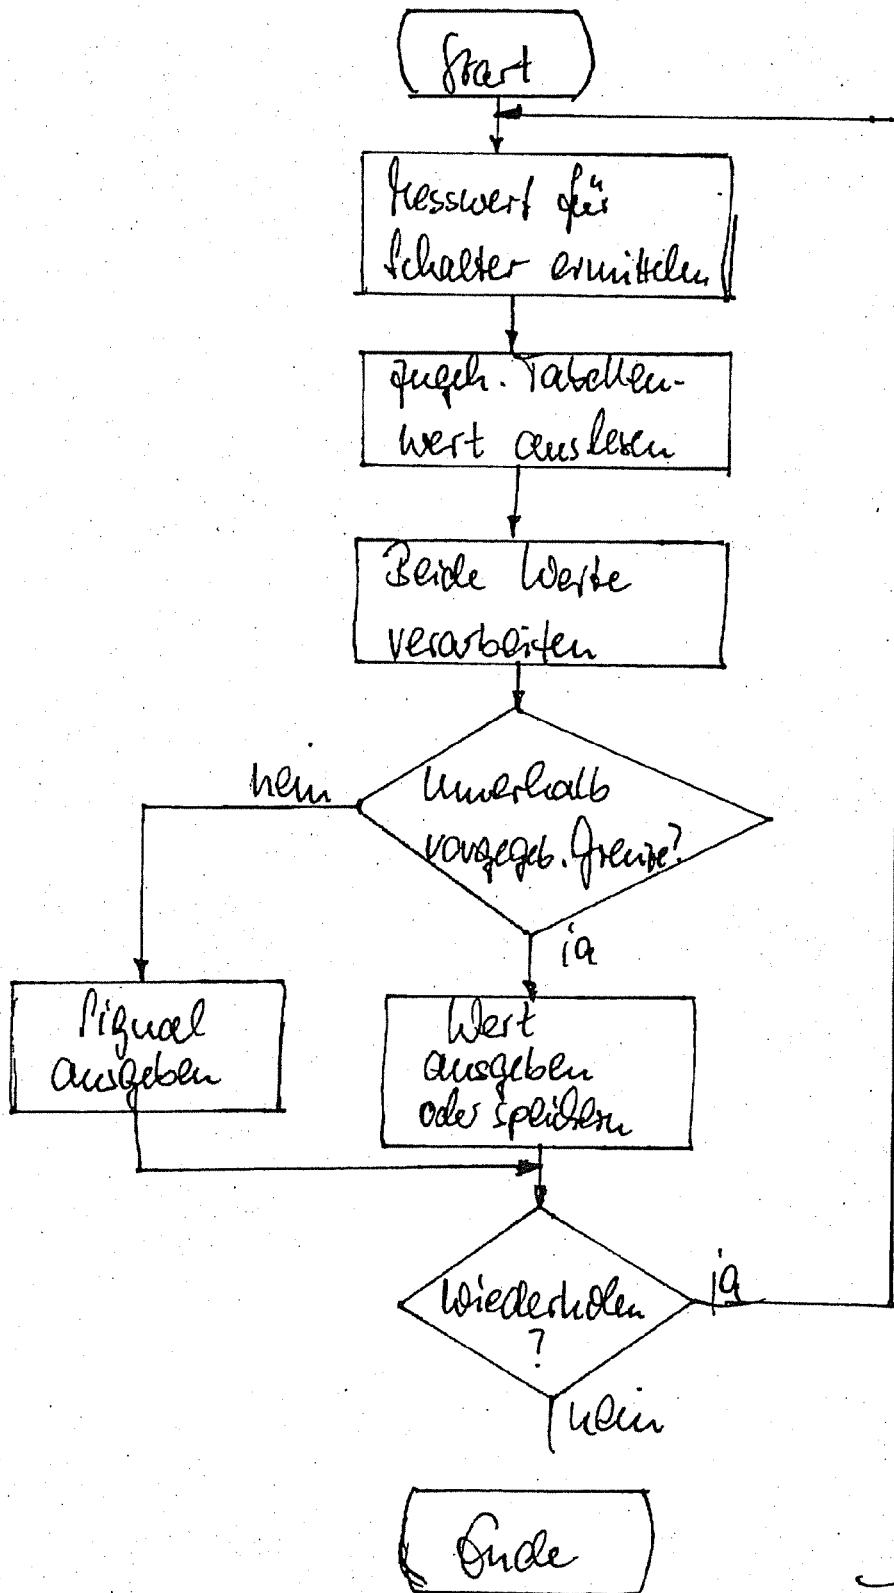 Start
Messwert für
Schalter ermitteln
zugeh. Tabellen-
wert auslesen
Beide Werte
verarbeiten
nein
Innerhalb
vorgegeb. Grenze?
ja
Signal
ausgeben
Wert
ausgeben
oder speichern
Wiederholen
?
ja
nein
Ende